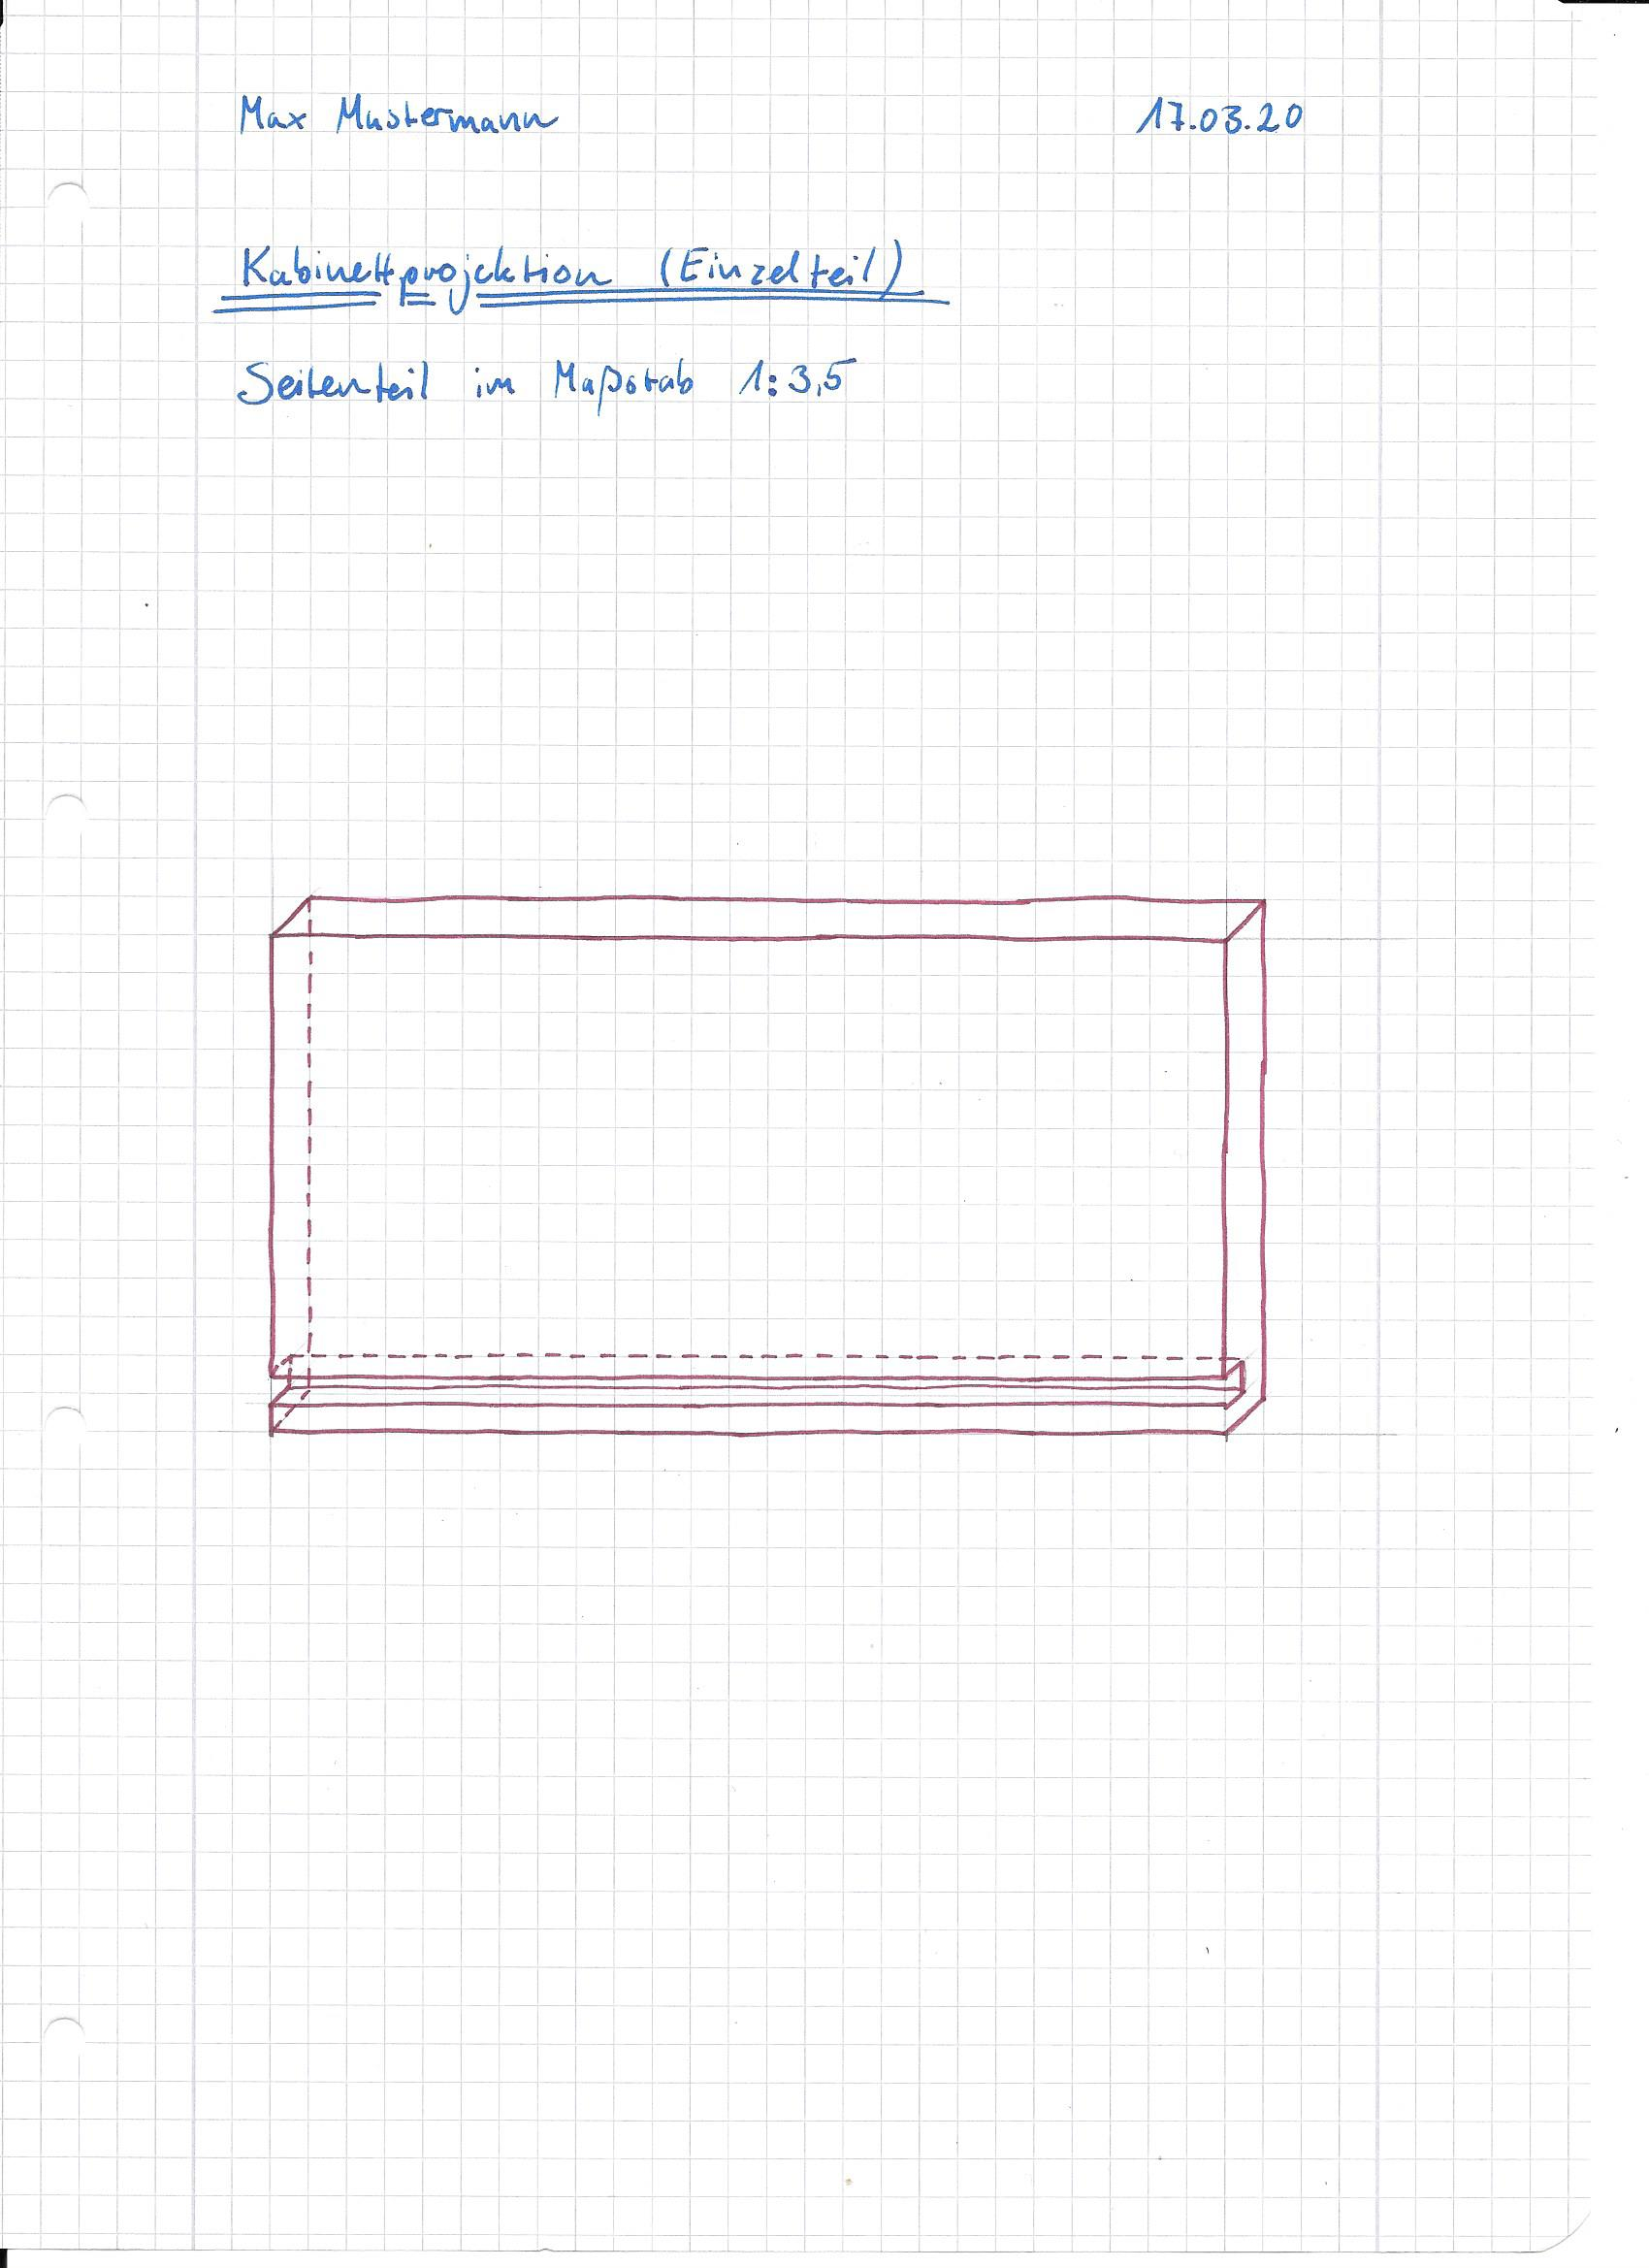 Max Mustermann 17.03.20
Kabinettprojektion (Einzelteil)
Seitenteil im Maßstab 1:3,5